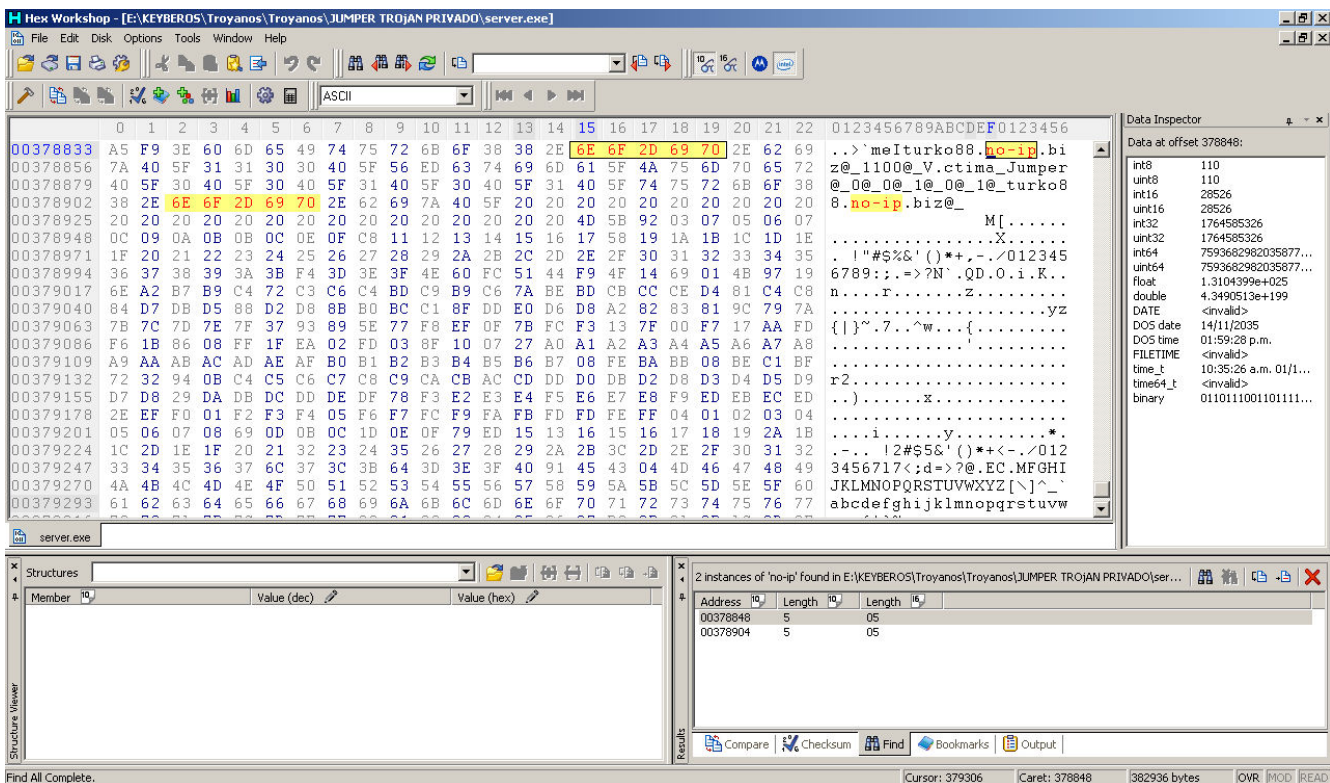 Hex Workshop - [E:\KEYBEROS\Troyanos\Troyanos\JUMPER TROjAN PRIVADO\server.exe]
File Edit Disk Options Tools Window Help
ASCII
0 1 2 3 4 5 6 7 8 9 10 11 12 13 14 15 16 17 18 19 20 21 22 0123456789ABCDEF0123456
00378833 A5 F9 3E 60 6D 65 49 74 75 72 6B 6F 38 38 2E 6E 6F 2D 69 70 2E 62 69 ..>`meIturko88.no-ip.bi
00378856 7A 40 5F 31 31 30 30 40 5F 56 ED 63 74 69 6D 61 5F 4A 75 6D 70 65 72 z@_1100@_V.ctima_Jumper
00378879 40 5F 30 40 5F 30 40 5F 31 40 5F 30 40 5F 31 40 5F 74 75 72 6B 6F 38 @_0@_0@_1@_0@_1@_turko8
00378902 38 2E 6E 6F 2D 69 70 2E 62 69 7A 40 5F 20 20 20 20 20 20 20 20 20 20 8.no-ip.biz@_
00378925 20 20 20 20 20 20 20 20 20 20 20 20 20 20 20 4D 5B 92 03 07 05 06 07 M[......
00378948 0C 09 0A 0B 0B 0C 0E 0F C8 11 12 13 14 15 16 17 58 19 1A 1B 1C 1D 1E ................X......
00378971 1F 20 21 22 23 24 25 26 27 28 29 2A 2B 2C 2D 2E 2F 30 31 32 33 34 35 . !"#$%&'()*+,-./012345
00378994 36 37 38 39 3A 3B F4 3D 3E 3F 4E 60 FC 51 44 F9 4F 14 69 01 4B 97 19 6789:;.=>?N`.QD.O.i.K..
00379017 6E A2 B7 B9 C4 72 C3 C6 C4 BD C9 B9 C6 7A BE BD CB CC CE D4 81 C4 C8 n....r.......z.........
00379040 84 D7 DB D5 88 D2 D8 8B B0 BC C1 8F DD E0 D6 D8 A2 82 83 81 9C 79 7A .....................yz
00379063 7B 7C 7D 7E 7F 37 93 89 5E 77 F8 EF 0F 7B FC F3 13 7F 00 F7 17 AA FD {|}~.7..^w...{.........
00379086 F6 1B 86 08 FF 1F EA 02 FD 03 8F 10 07 27 A0 A1 A2 A3 A4 A5 A6 A7 A8 .............'.........
00379109 A9 AA AB AC AD AE AF B0 B1 B2 B3 B4 B5 B6 B7 08 FE BA BB 08 BE C1 BF .......................
00379132 72 32 94 0B C4 C5 C6 C7 C8 C9 CA CB AC CD DD D0 DB D2 D8 D3 D4 D5 D9 r2.....................
00379155 D7 D8 29 DA DB DC DD DE DF 78 F3 E2 E3 E4 F5 E6 E7 E8 F9 ED EB EC ED ..)......x.............
00379178 2E EF F0 01 F2 F3 F4 05 F6 F7 FC F9 FA FB FD FD FE FF 04 01 02 03 04 .......................
00379201 05 06 07 08 69 0D 0B 0C 1D 0E 0F 79 ED 15 13 16 15 16 17 18 19 2A 1B ....i......y.........*.
00379224 1C 2D 1E 1F 20 21 32 23 24 35 26 27 28 29 2A 2B 3C 2D 2E 2F 30 31 32 .-.. !2#$5&'()*+<-./012
00379247 33 34 35 36 37 6C 37 3C 3B 64 3D 3E 3F 40 91 45 43 04 4D 46 47 48 49 3456717<;d=>?@.EC.MFGHI
00379270 4A 4B 4C 4D 4E 4F 50 51 52 53 54 55 56 57 58 59 5A 5B 5C 5D 5E 5F 60 JKLMNOPQRSTUVWXYZ[\]^_`
00379293 61 62 63 64 65 66 67 68 69 6A 6B 6C 6D 6E 6F 70 71 72 73 74 75 76 77 abcdefghijklmnopqrstuvw
server.exe
Data Inspector
Data at offset 378848:
int8 110
uint8 110
int16 28526
uint16 28526
int32 1764585326
uint32 1764585326
int64 7593682982035877...
uint64 7593682982035877...
float 1.3104399e+025
double 4.3490513e+199
DATE <invalid>
DOS date 14/11/2035
DOS time 01:59:28 p.m.
FILETIME <invalid>
time_t 10:35:26 a.m. 01/1...
time64_t <invalid>
binary 0110111001101111...
Structures
Member Value (dec) Value (hex)
Structure Viewer
2 instances of 'no-ip' found in E:\KEYBEROS\Troyanos\Troyanos\JUMPER TROjAN PRIVADO\ser...
Address Length Length
00378848 5 05
00378904 5 05
Results
Compare Checksum Find Bookmarks Output
Find All Complete.
Cursor: 379306 Caret: 378848 382936 bytes OVR MOD READ